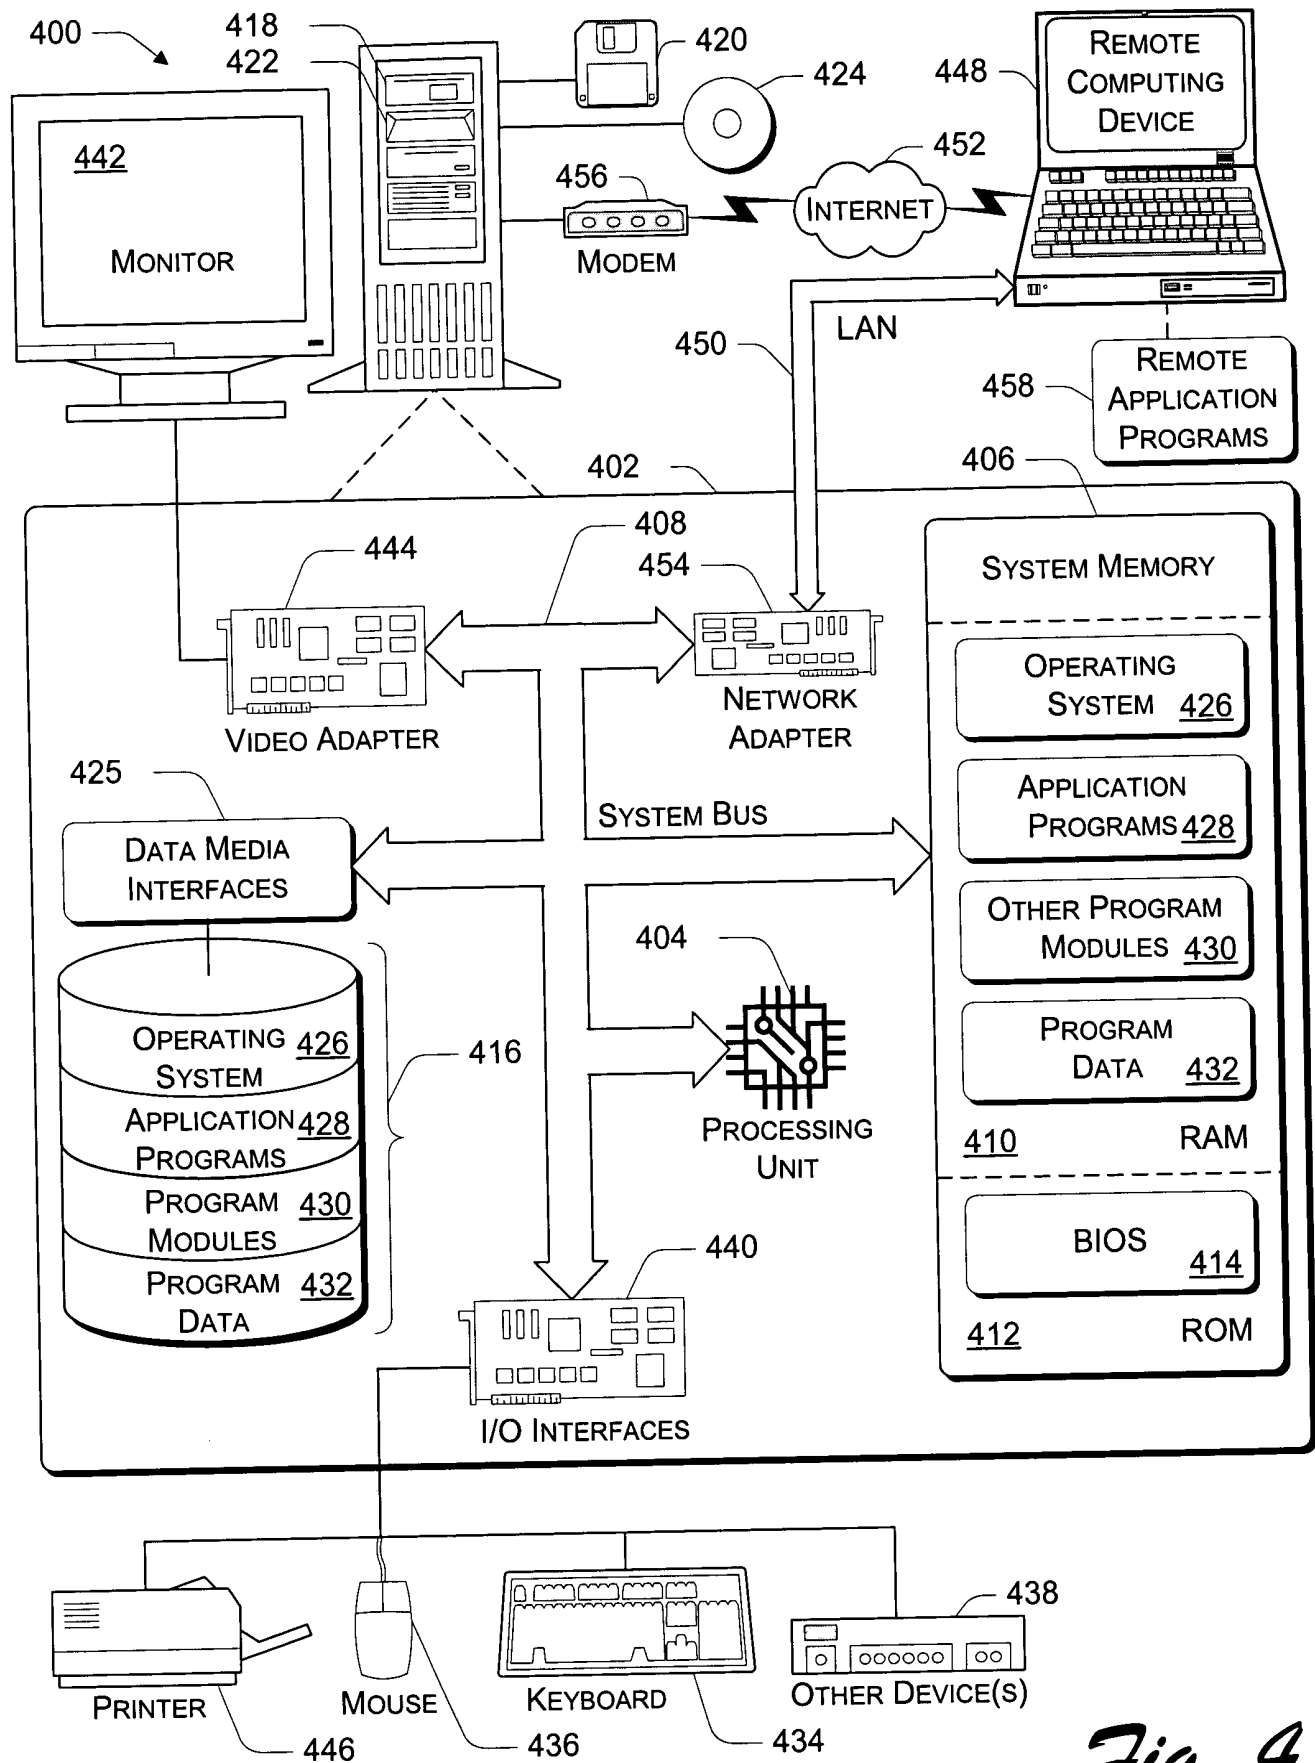 400
418
422
420
424
448
REMOTE
COMPUTING
DEVICE
442
MONITOR
456
MODEM
452
INTERNET
450
LAN
458
REMOTE
APPLICATION
PROGRAMS
402
406
408
444
454
VIDEO ADAPTER
NETWORK
ADAPTER
SYSTEM MEMORY
OPERATING
SYSTEM 426
APPLICATION
PROGRAMS 428
OTHER PROGRAM
MODULES 430
PROGRAM
DATA 432
410 RAM
BIOS
414
412 ROM
425
DATA MEDIA
INTERFACES
SYSTEM BUS
404
PROCESSING
UNIT
OPERATING 426
SYSTEM
APPLICATION 428
PROGRAMS
PROGRAM 430
MODULES
PROGRAM 432
DATA
416
440
I/O INTERFACES
PRINTER
446
MOUSE
436
KEYBOARD
434
438
OTHER DEVICE(S)
Fig. 4